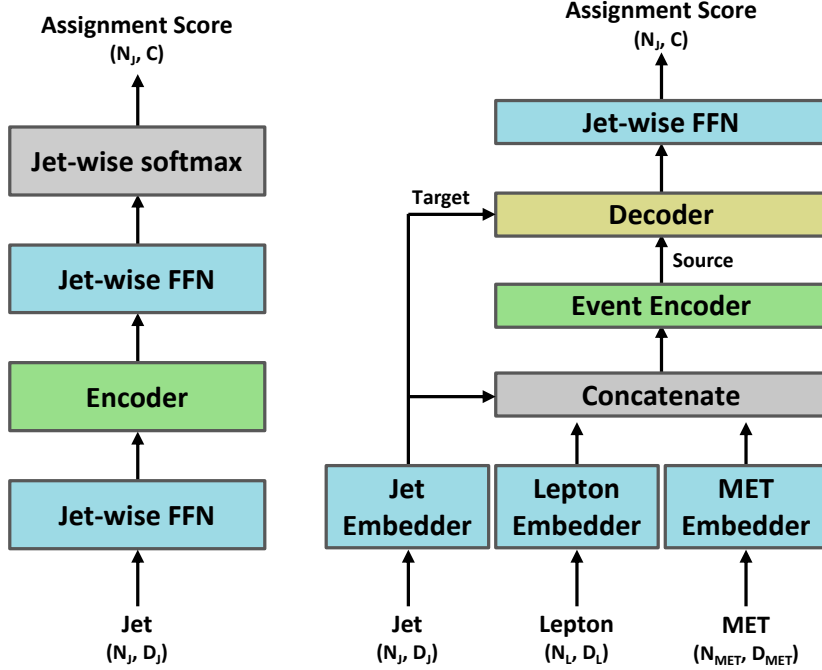 Assignment Score
(N_J, C)
Jet-wise softmax
Jet-wise FFN
Encoder
Jet-wise FFN
Jet
(N_J, D_J)
Assignment Score
(N_J, C)
Jet-wise FFN
Target
Decoder
Source
Event Encoder
Concatenate
Jet
Embedder
Lepton
Embedder
MET
Embedder
Jet
(N_J, D_J)
Lepton
(N_L, D_L)
MET
(N_MET, D_MET)